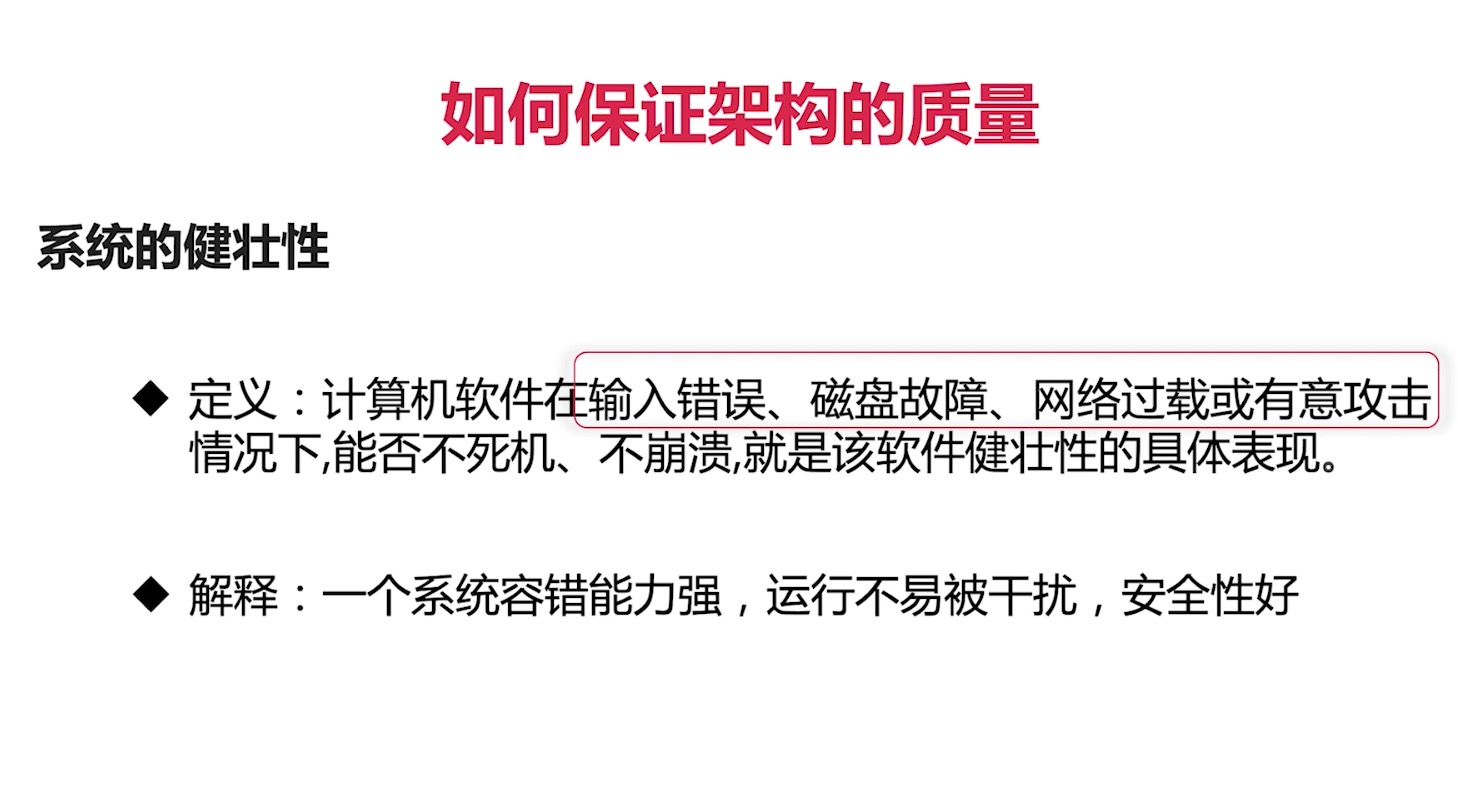 如何保证架构的质量
系统的健壮性
◆ 定义：计算机软件在输入错误、磁盘故障、网络过载或有意攻击
情况下,能否不死机、不崩溃,就是该软件健壮性的具体表现。
◆ 解释：一个系统容错能力强，运行不易被干扰，安全性好